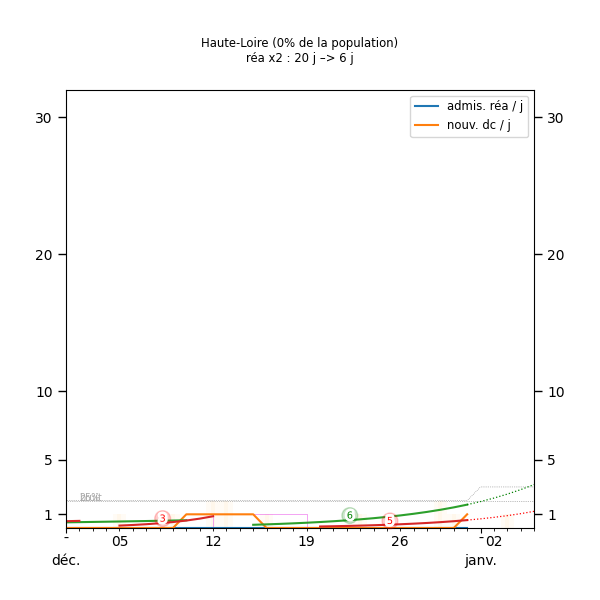 Haute-Loire (0% de la population)
réa x2 : 20 j –> 6 j
admis. réa / j
nouv. dc / j
30 30
20 20
10 10
5 5
1 1
3 6 5
- 05 12 19 26 - 02
déc. janv.